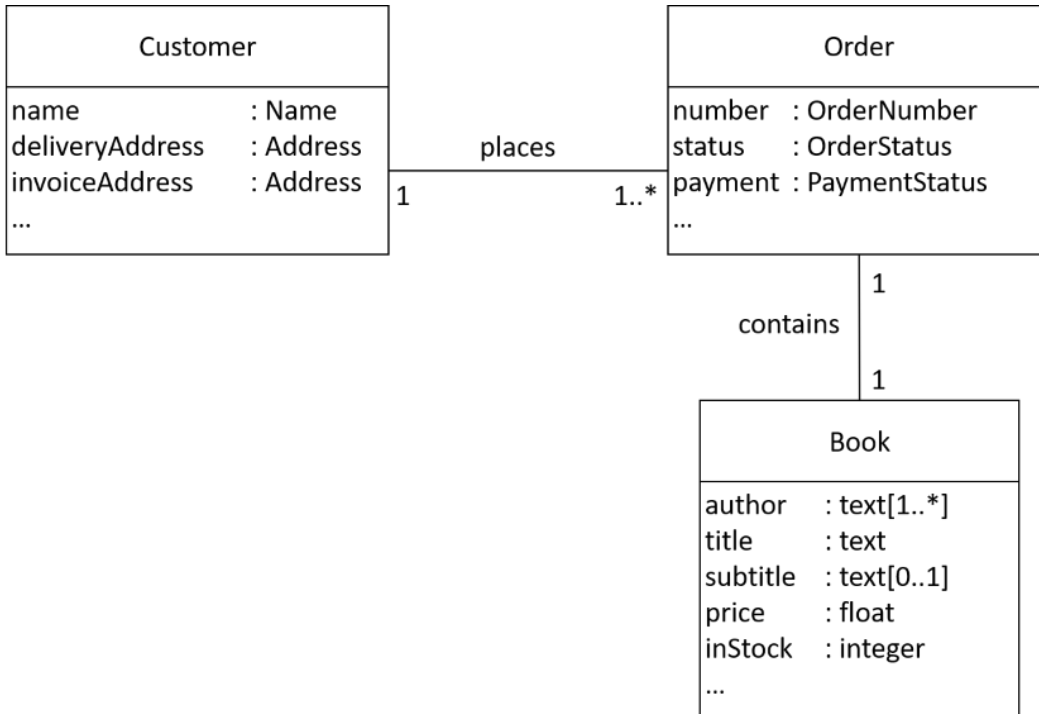 Customer
name : Name
deliveryAddress : Address
invoiceAddress : Address
...
places
1
1..*
Order
number : OrderNumber
status : OrderStatus
payment : PaymentStatus
...
1
contains
1
Book
author : text[1..*]
title : text
subtitle : text[0..1]
price : float
inStock : integer
...